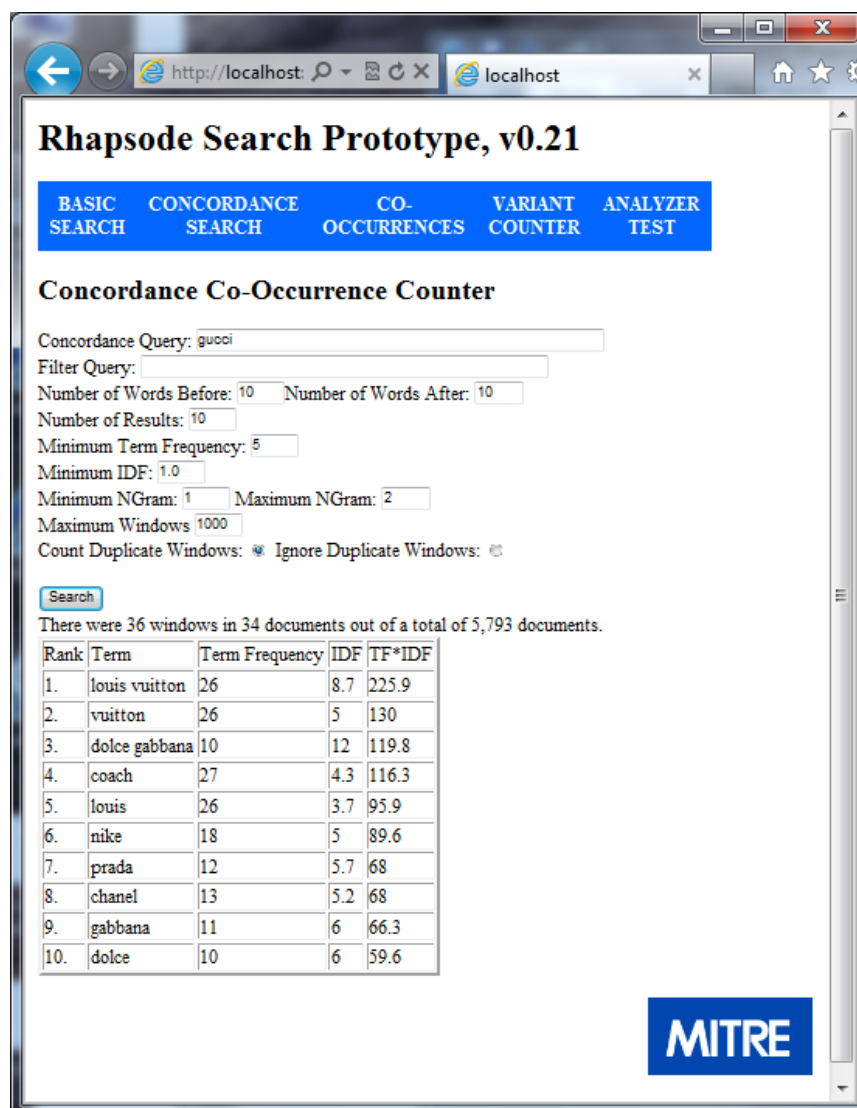 http://localhost:
localhost
Rhapsode Search Prototype, v0.21
BASIC SEARCH CONCORDANCE SEARCH CO-OCCURRENCES VARIANT COUNTER ANALYZER TEST
Concordance Co-Occurrence Counter
Concordance Query: gucci
Filter Query:
Number of Words Before: 10 Number of Words After: 10
Number of Results: 10
Minimum Term Frequency: 5
Minimum IDF: 1.0
Minimum NGram: 1 Maximum NGram: 2
Maximum Windows 1000
Count Duplicate Windows: Ignore Duplicate Windows:
Search
There were 36 windows in 34 documents out of a total of 5,793 documents.
Rank Term Term Frequency IDF TF*IDF
1. louis vuitton 26 8.7 225.9
2. vuitton 26 5 130
3. dolce gabbana 10 12 119.8
4. coach 27 4.3 116.3
5. louis 26 3.7 95.9
6. nike 18 5 89.6
7. prada 12 5.7 68
8. chanel 13 5.2 68
9. gabbana 11 6 66.3
10. dolce 10 6 59.6
MITRE